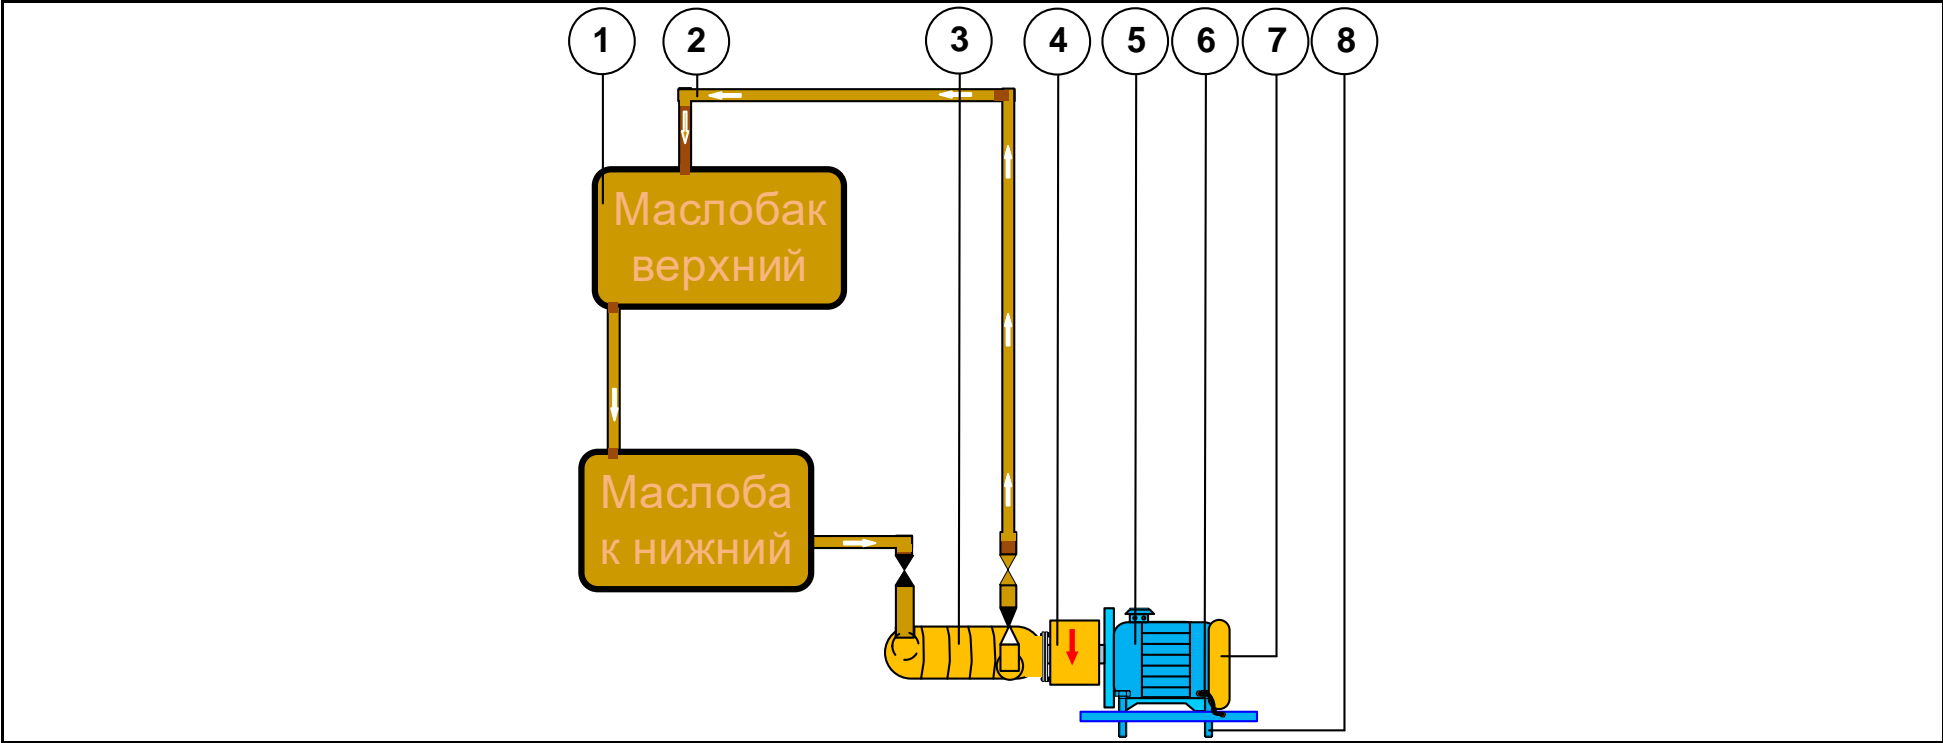 1 2 3 4 5 6 7 8
Маслобак
верхний
Маслоба
к нижний